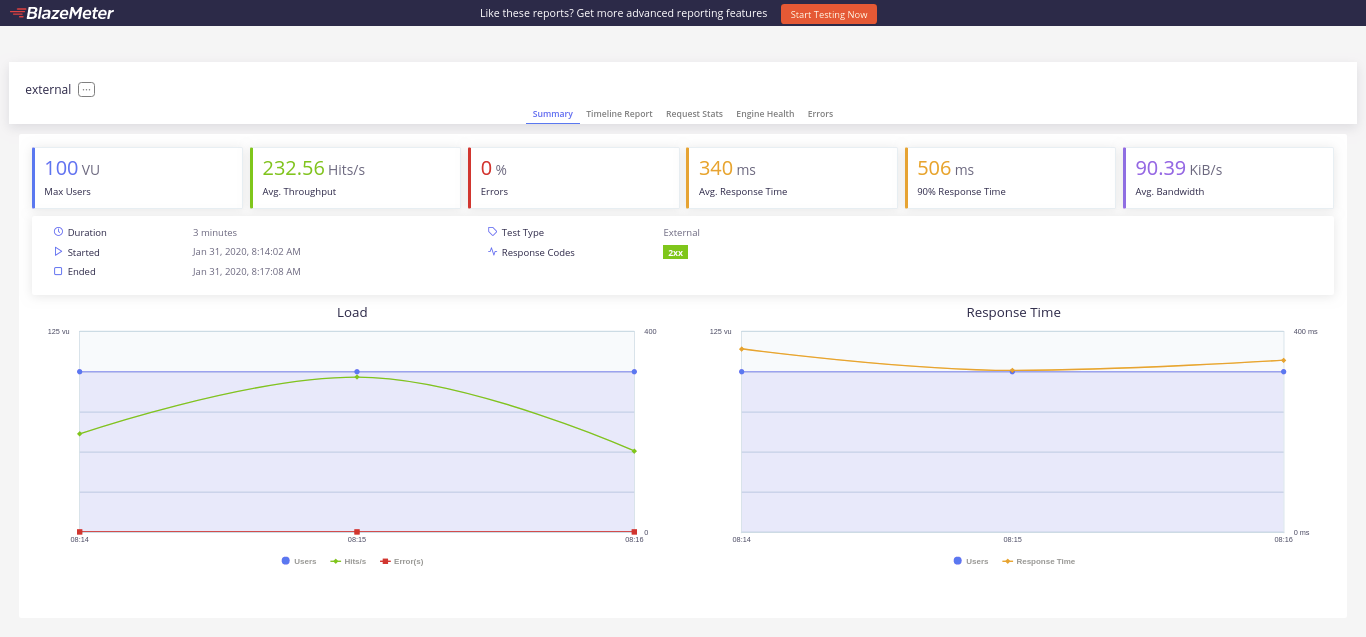 BlazeMeter
Like these reports? Get more advanced reporting features
Start Testing Now
external
Summary Timeline Report Request Stats Engine Health Errors
100 VU
Max Users
232.56 Hits/s
Avg. Throughput
0 %
Errors
340 ms
Avg. Response Time
506 ms
90% Response Time
90.39 KiB/s
Avg. Bandwidth
Duration 3 minutes
Started Jan 31, 2020, 8:14:02 AM
Ended Jan 31, 2020, 8:17:08 AM
Test Type External
Response Codes 2xx
Load
125 vu 400
0
08:14 08:15 08:16
Users Hits/s Error(s)
Response Time
125 vu 400 ms
0 ms
08:14 08:15 08:16
Users Response Time